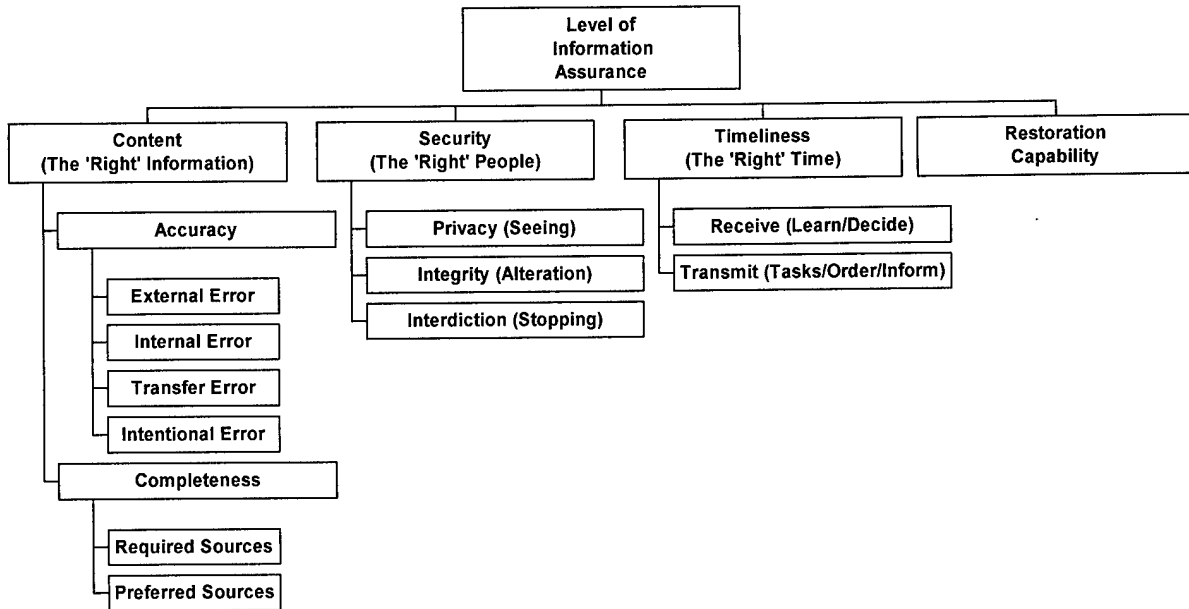 Level of
Information
Assurance
Content
(The 'Right' Information)
Security
(The 'Right' People)
Timeliness
(The 'Right' Time)
Restoration
Capability
Accuracy
External Error
Internal Error
Transfer Error
Intentional Error
Completeness
Required Sources
Preferred Sources
Privacy (Seeing)
Integrity (Alteration)
Interdiction (Stopping)
Receive (Learn/Decide)
Transmit (Tasks/Order/Inform)